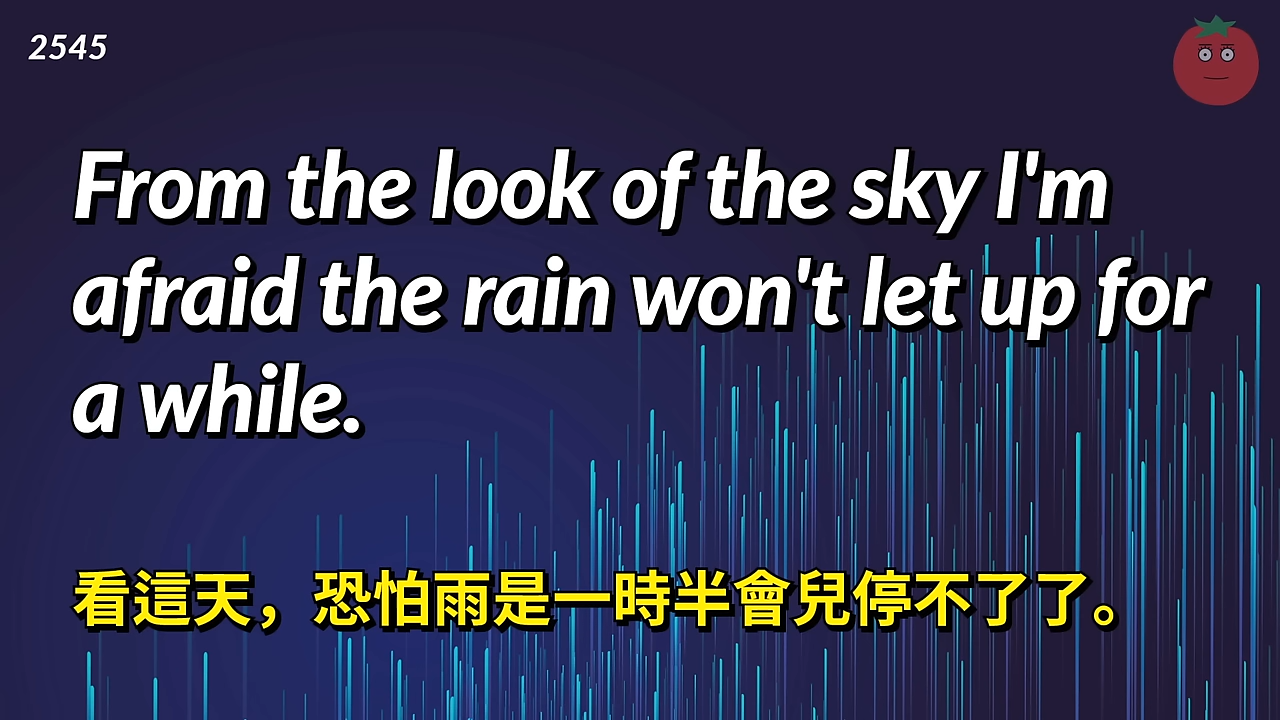 2545
From the look of the sky I'm
afraid the rain won't let up for
a while.
看這天，恐怕雨是一時半會兒停不了了。